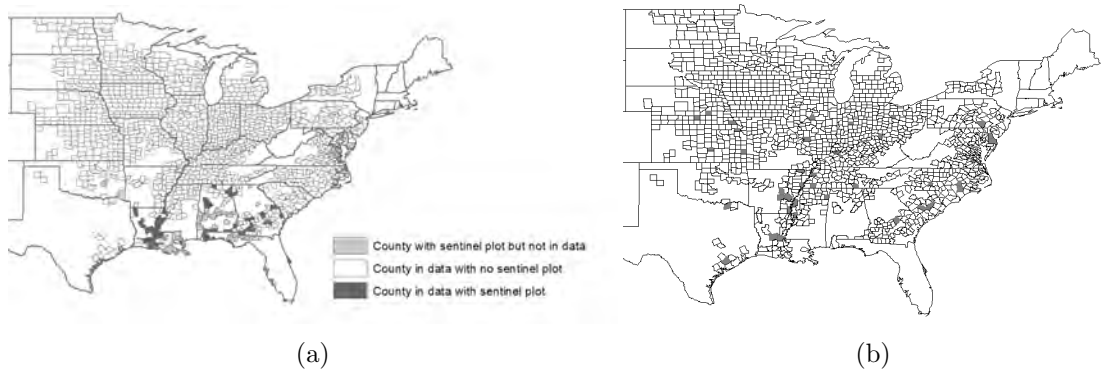 County with sentinel plot but not in data
County in data with no sentinel plot
County in data with sentinel plot
(a)
(b)